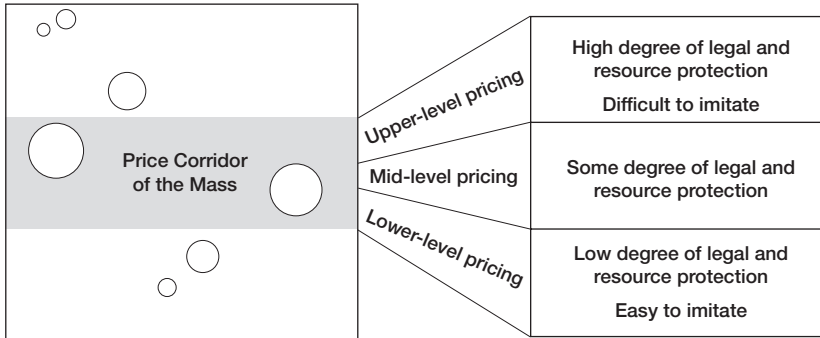 Price Corridor
of the Mass
Upper-level pricing
Mid-level pricing
Lower-level pricing
High degree of legal and
resource protection
Difficult to imitate
Some degree of legal and
resource protection
Low degree of legal and
resource protection
Easy to imitate